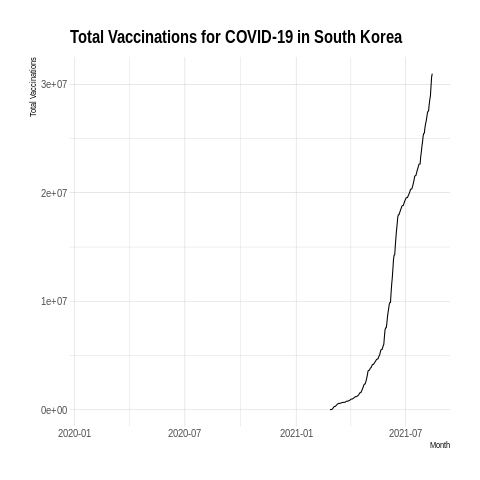 Total Vaccinations for COVID-19 in South Korea
Total Vaccinations
3e+07
2e+07
1e+07
0e+00
2020-01 2020-07 2021-01 2021-07
Month